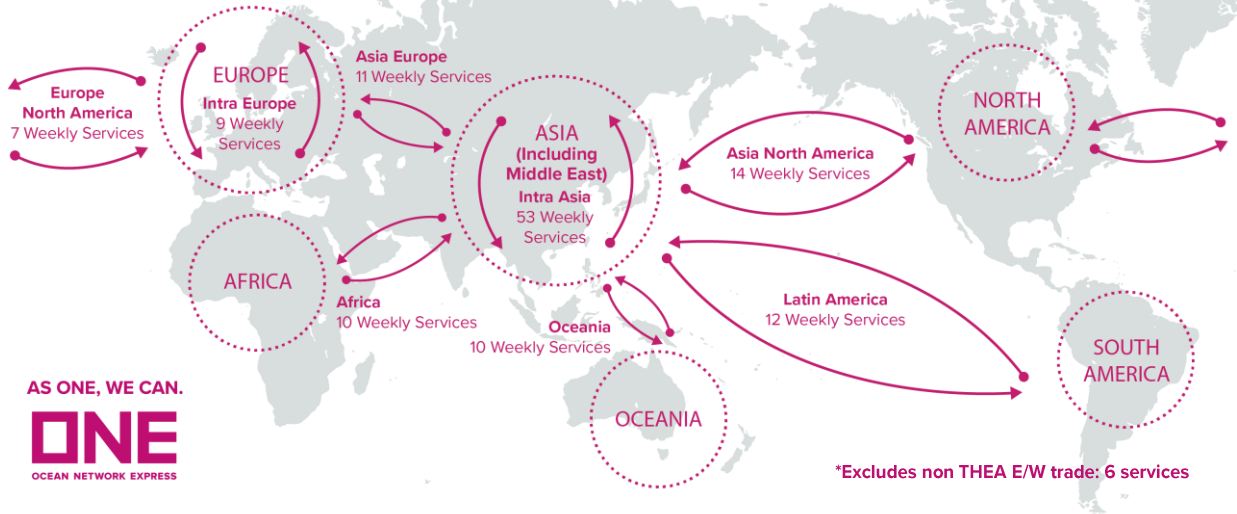 Europe
North America
7 Weekly Services
EUROPE
Intra Europe
9 Weekly
Services
Asia Europe
11 Weekly Services
ASIA
(Including
Middle East)
Intra Asia
53 Weekly
Services
Asia North America
14 Weekly Services
NORTH
AMERICA
AFRICA
Africa
10 Weekly Services
Oceania
10 Weekly Services
Latin America
12 Weekly Services
SOUTH
AMERICA
OCEANIA
AS ONE, WE CAN.
ONE
OCEAN NETWORK EXPRESS
*Excludes non THEA E/W trade: 6 services